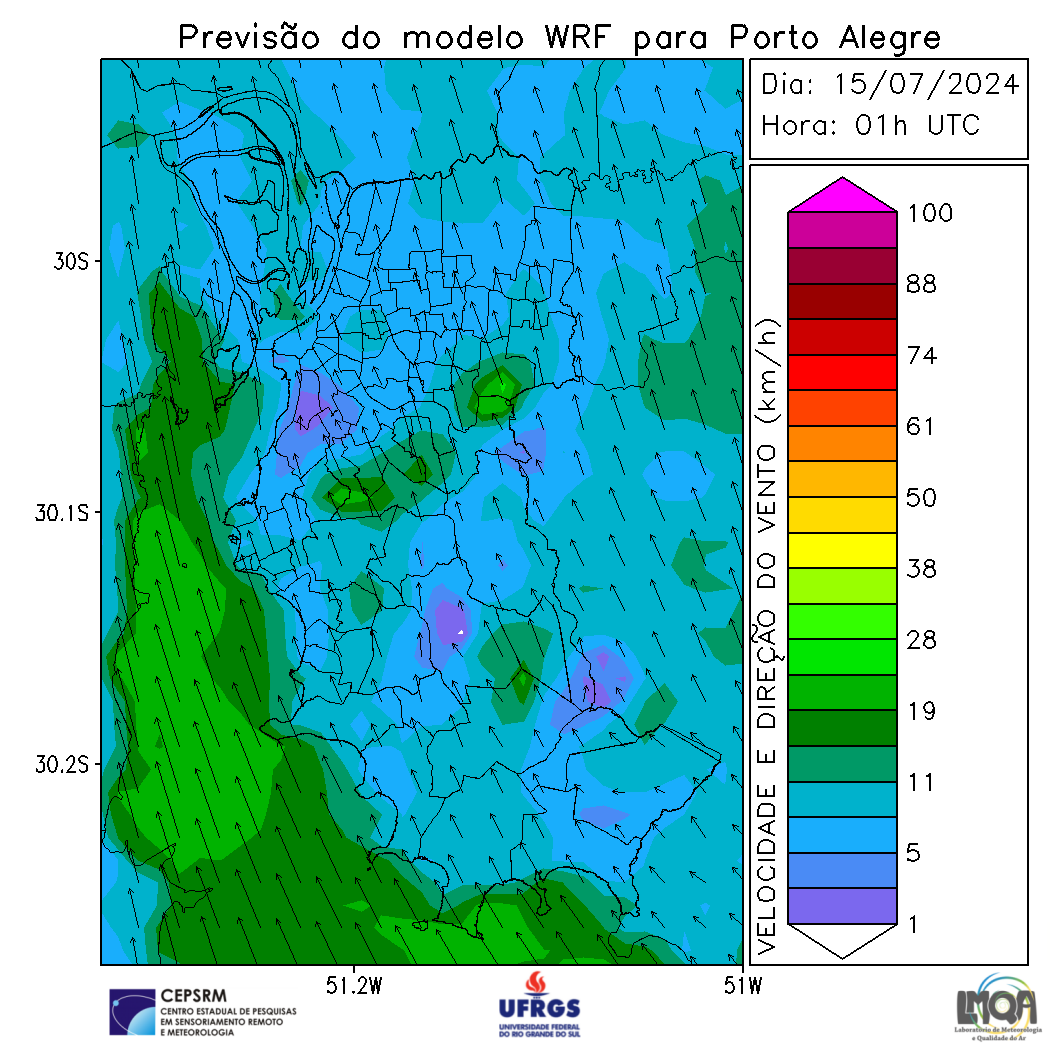 Previsão do modelo WRF para Porto Alegre
Dia: 15/07/2024
Hora: 01h UTC
30S
30.1S
30.2S
51.2W
51W
VELOCIDADE E DIREÇÃO DO VENTO (km/h)
100
88
74
61
50
38
28
19
11
5
1
CEPSRM
CENTRO ESTADUAL DE PESQUISAS
EM SENSORIAMENTO REMOTO
E METEOROLOGIA
UFRGS
UNIVERSIDADE FEDERAL
DO RIO GRANDE DO SUL
LMQA
Laboratório de Meteorologia
e Qualidade do Ar